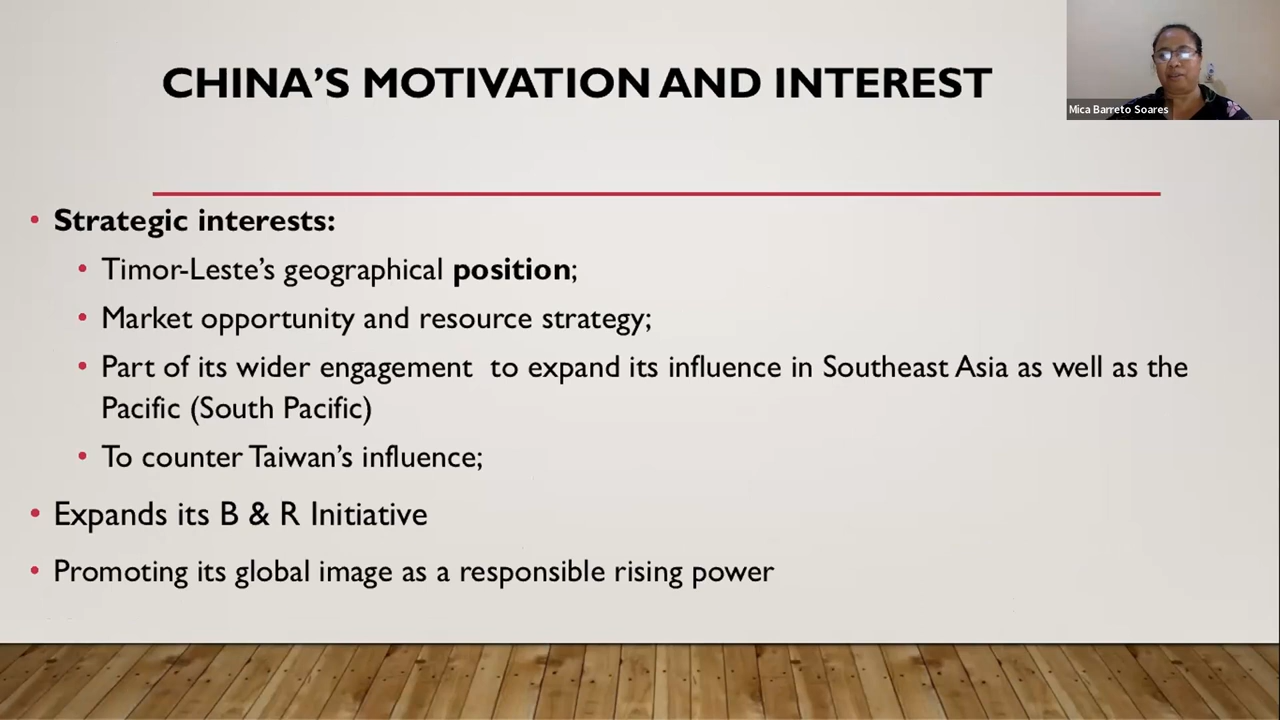 CHINA’S MOTIVATION AND INTEREST
Mica Barreto Soares
• Strategic interests:
• Timor-Leste’s geographical position;
• Market opportunity and resource strategy;
• Part of its wider engagement  to expand its influence in Southeast Asia as well as the
Pacific (South Pacific)
• To counter Taiwan’s influence;
• Expands its B & R Initiative
• Promoting its global image as a responsible rising power